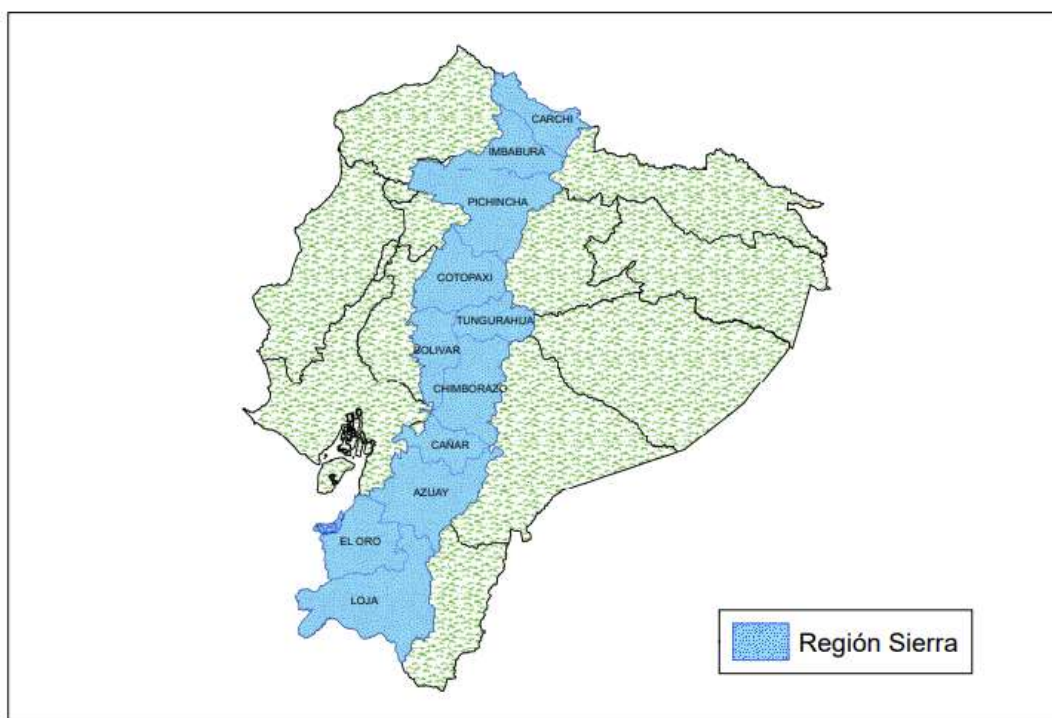 CARCHI
IMBABURA
PICHINCHA
COTOPAXI
TUNGURAHUA
BOLIVAR
CHIMBORAZO
CAÑAR
AZUAY
EL ORO
LOJA
Región Sierra